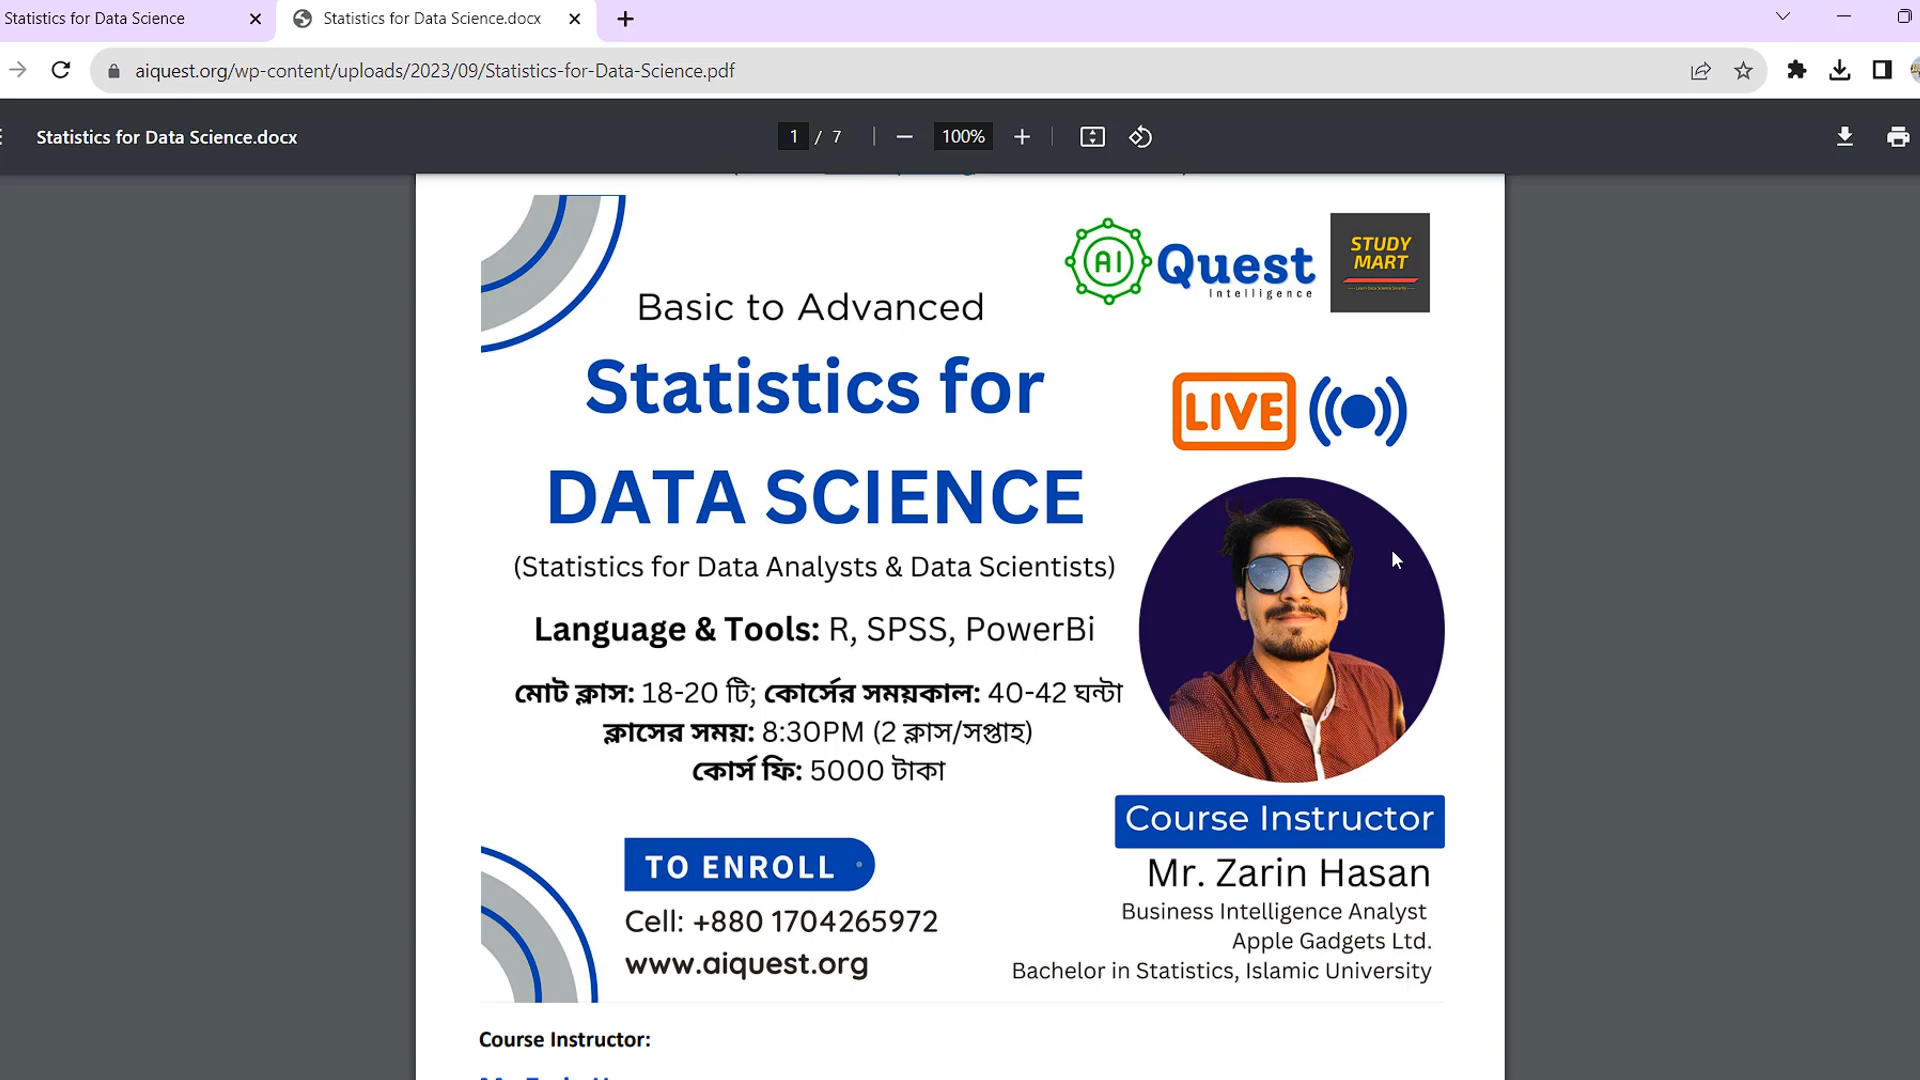 Statistics for Data Science
Statistics for Data Science.docx
aiquest.org/wp-content/uploads/2023/09/Statistics-for-Data-Science.pdf
Statistics for Data Science.docx
1 / 7
100%
AI Quest
Intelligence
STUDY
MART
Basic to Advanced
Statistics for
LIVE
DATA SCIENCE
(Statistics for Data Analysts & Data Scientists)
Language & Tools: R, SPSS, PowerBi
মোট ক্লাস: 18-20 টি; কোর্সের সময়কাল: 40-42 ঘন্টা
ক্লাসের সময়: 8:30PM (2 ক্লাস/সপ্তাহ)
কোর্স ফি: 5000 টাকা
Course Instructor
Mr. Zarin Hasan
Business Intelligence Analyst
Apple Gadgets Ltd.
Bachelor in Statistics, Islamic University
TO ENROLL
Cell: +880 1704265972
www.aiquest.org
Course Instructor: